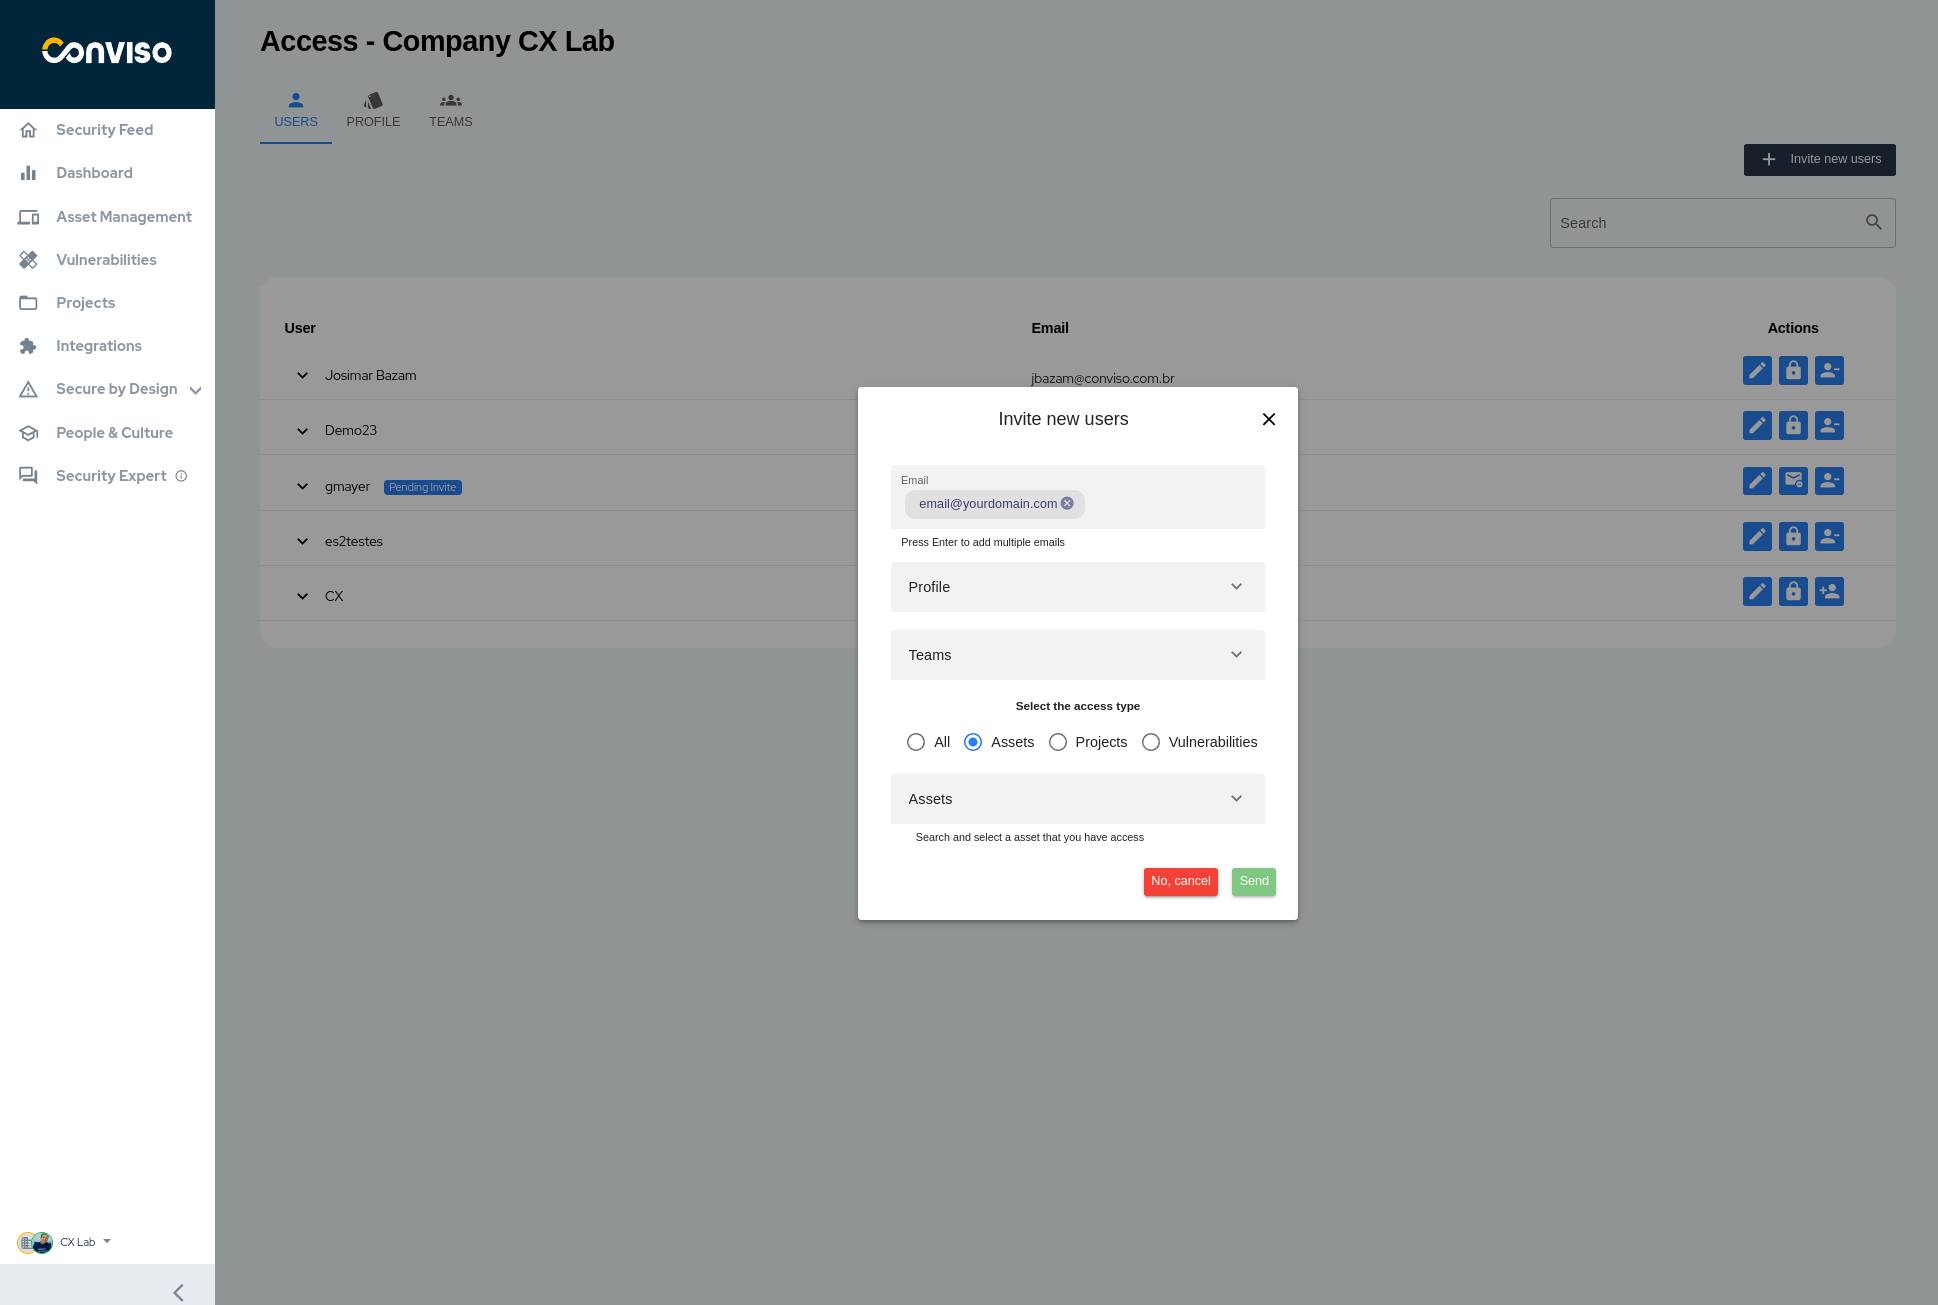 Conviso
Access - Company CX Lab
USERS PROFILE TEAMS
Invite new users
Search
Security Feed
Dashboard
Asset Management
Vulnerabilities
Projects
Integrations
Secure by Design
People & Culture
Security Expert
User Email Actions
Josimar Bazam jbazam@conviso.com.br
Demo23
gmayer Pending Invite
es2testes
CX
Invite new users
Email
email@yourdomain.com
Press Enter to add multiple emails
Profile
Teams
Select the access type
All Assets Projects Vulnerabilities
Assets
Search and select a asset that you have access
No, cancel Send
CX Lab